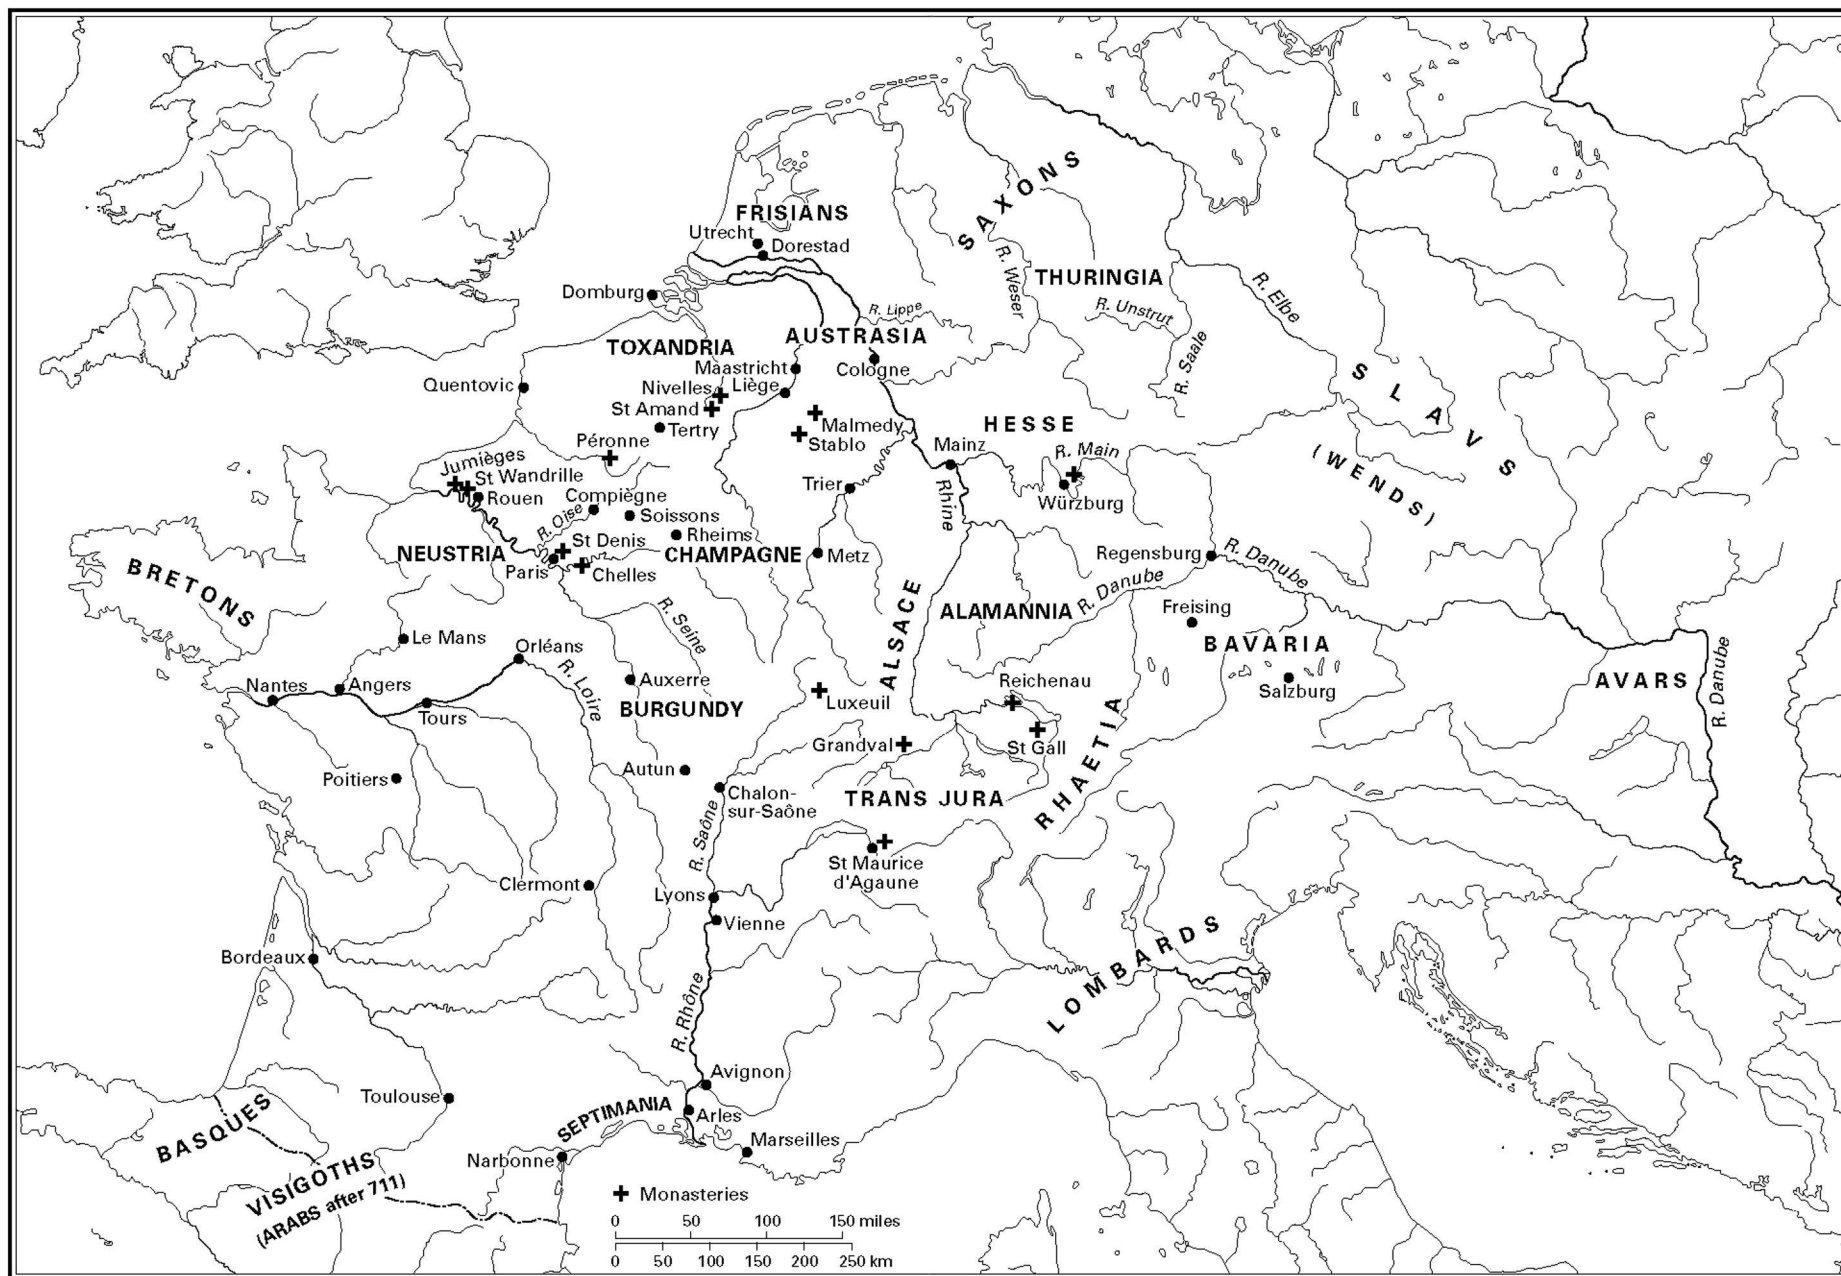 SAXONS
FRISIANS
Utrecht
Dorestad
R. Weser
THURINGIA
Domburg
R. Lippe
R. Unstrut
R. Elbe
AUSTRASIA
TOXANDRIA
R. Saale
Maastricht
Cologne
Quentovic
Nivelles
Liège
SLAVS
St Amand
Malmedy
HESSE
Tertry
Stablo
Péronne
Mainz
R. Main
(WENDS)
Jumièges
St Wandrille
Trier
Rouen
Compiègne
Rhine
Würzburg
R. Oise
Soissons
Rheims
St Denis
NEUSTRIA
CHAMPAGNE
Metz
Regensburg
R. Danube
Paris
Chelles
BRETONS
R. Danube
ALSACE
ALAMANNIA
Freising
R. Seine
Le Mans
Orléans
BAVARIA
R. Loire
Auxerre
Reichenau
Salzburg
AVARS
R. Danube
Nantes
Angers
Luxeuil
Tours
BURGUNDY
Grandval
St Gall
RHAETIA
Poitiers
Autun
Chalon-
sur-Saône
TRANS JURA
R. Saône
St Maurice
d'Agaune
Clermont
Lyons
Vienne
LOMBARDS
Bordeaux
R. Rhône
Avignon
Toulouse
SEPTIMANIA
Arles
BASQUES
Marseilles
Narbonne
VISIGOTHS
(ARABS after 711)
Monasteries
0 50 100 150 miles
0 50 100 150 200 250 km